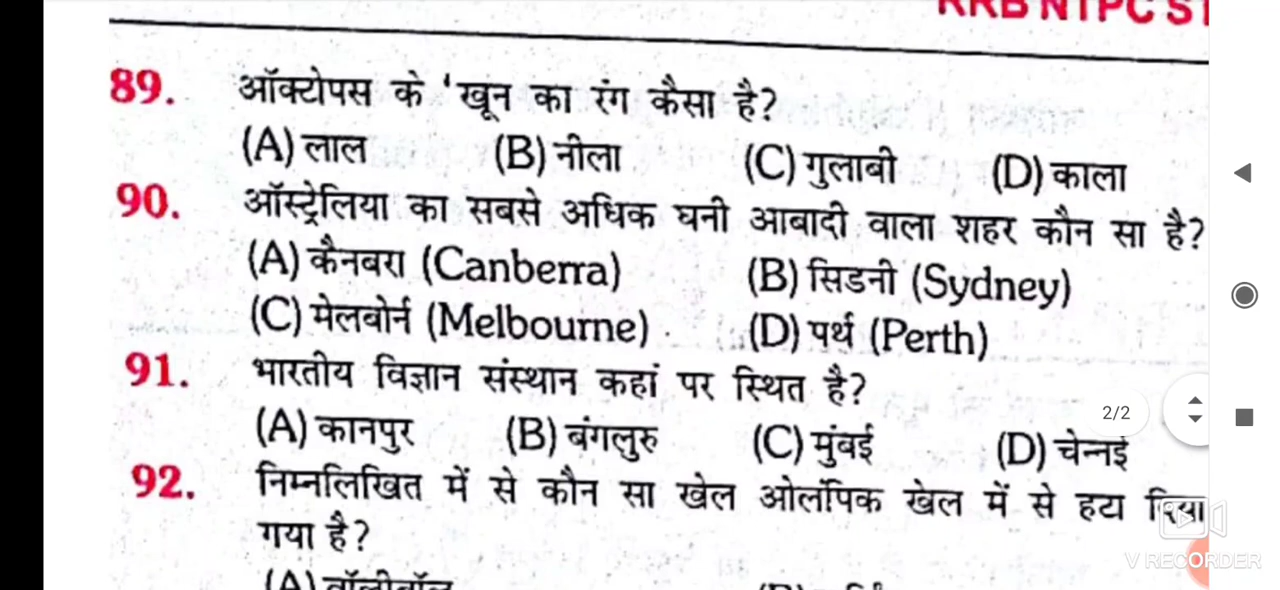 RRB NTPC ST
89. ऑक्टोपस के 'खून का रंग कैसा है?
(A) लाल (B) नीला (C) गुलाबी (D) काला
90. ऑस्ट्रेलिया का सबसे अधिक घनी आबादी वाला शहर कौन सा है?
(A) कैनबरा (Canberra) (B) सिडनी (Sydney)
(C) मेलबोर्न (Melbourne) (D) पर्थ (Perth)
91. भारतीय विज्ञान संस्थान कहां पर स्थित है?
(A) कानपुर (B) बंगलुरु (C) मुंबई (D) चेन्नई
2/2
92. निम्नलिखित में से कौन सा खेल ओलंपिक खेल में से हटा दिया
गया है?
(A) वॉलीबॉल
V RECORDER